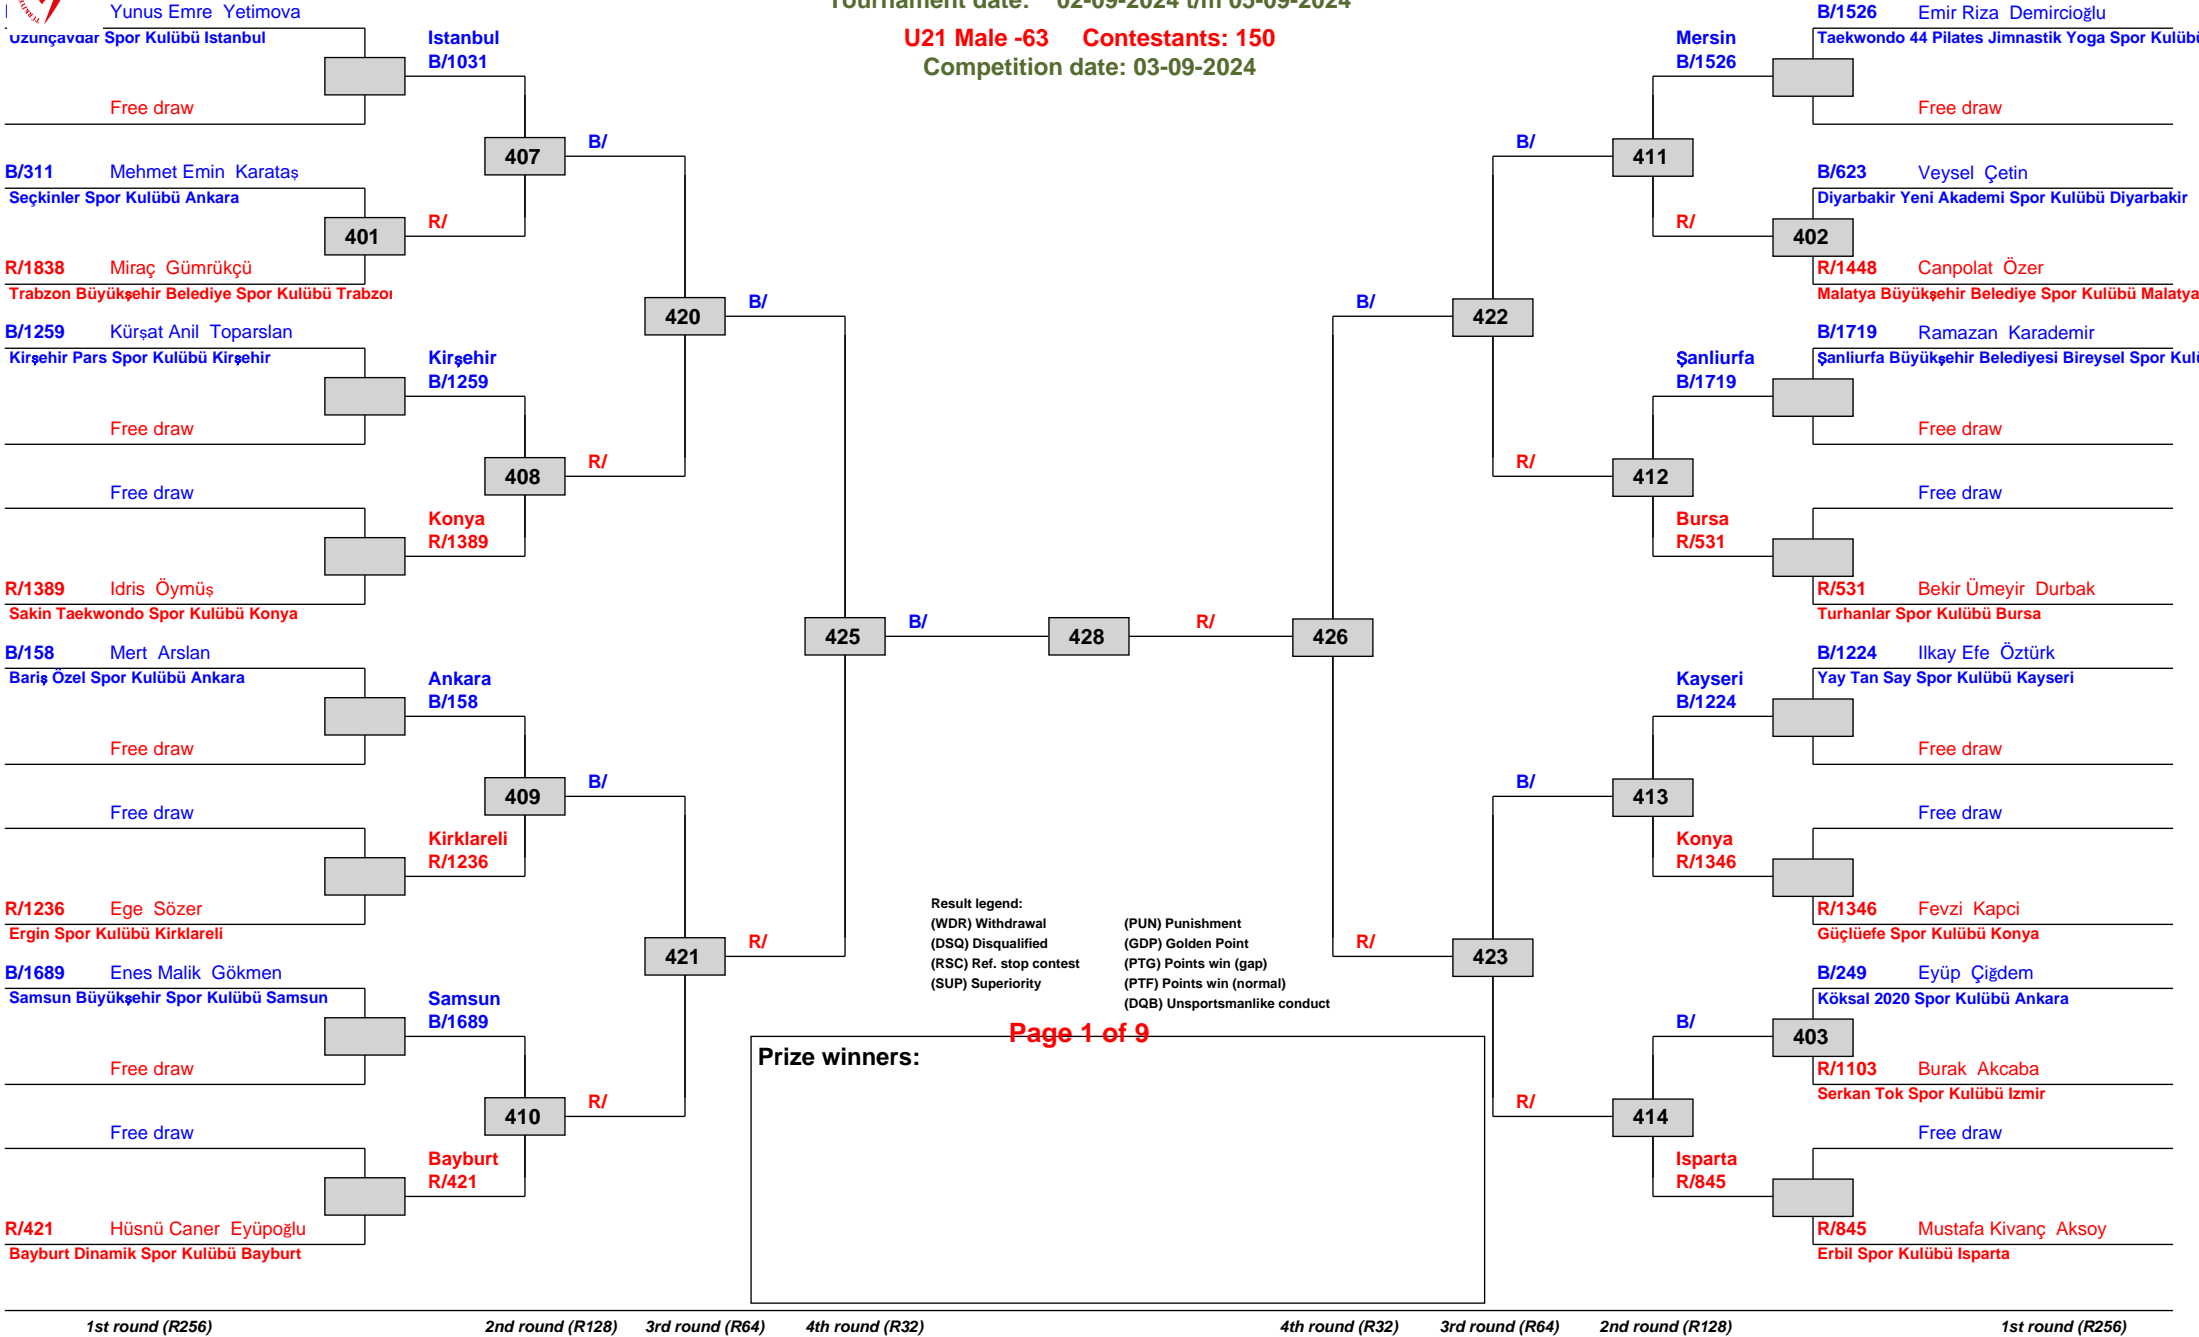 Yunus Emre Yetimova
Uzunçavdar Spor Kulübü Istanbul
Free draw
B/311 Mehmet Emin Karataş
Seçkinler Spor Kulübü Ankara
401
R/1838 Miraç Gümrükçü
Trabzon Büyükşehir Belediye Spor Kulübü
B/1259 Kürşat Anil Toparslan
Kirşehir Pars Spor Kulübü Kirşehir
Free draw
Free draw
R/1389 Idris Öymüş
Sakin Taekwondo Spor Kulübü Konya
B/158 Mert Arslan
Bariş Özel Spor Kulübü Ankara
Free draw
Free draw
R/1236 Ege Sözer
Ergin Spor Kulübü Kirklareli
B/1689 Enes Malik Gökmen
Samsun Büyükşehir Spor Kulübü Samsun
Free draw
Free draw
R/421 Hüsnü Caner Eyüpoğlu
Bayburt Dinamik Spor Kulübü Bayburt
Istanbul
B/1031
407
R/
Kirşehir
B/1259
408
Konya
R/1389
Ankara
B/158
409
Kirklareli
R/1236
Samsun
B/1689
410
Bayburt
R/421
B/
420
R/
B/
421
R/
B/
425
R/
B/
428
R/
Tournament date: 02-09-2024 t/m 05-09-2024
U21 Male -63 Contestants: 150
Competition date: 03-09-2024
Result legend:
(WDR) Withdrawal (PUN) Punishment
(DSQ) Disqualified (GDP) Golden Point
(RSC) Ref. stop contest (PTG) Points win (gap)
(SUP) Superiority (PTF) Points win (normal)
(DQB) Unsportsmanlike conduct
Page 1 of 9
Prize winners:
B/
426
R/
B/
422
R/
B/
423
R/
Mersin
B/1526
411
R/
Şanliurfa
B/1719
412
Bursa
R/531
Kayseri
B/1224
413
Konya
R/1346
B/
414
Isparta
R/845
B/1526 Emir Riza Demircioğlu
Taekwondo 44 Pilates Jimnastik Yoga Spor Kulübü
Free draw
B/623 Veysel Çetin
Diyarbakir Yeni Akademi Spor Kulübü Diyarbakir
402
R/1448 Canpolat Özer
Malatya Büyükşehir Belediye Spor Kulübü Malatya
B/1719 Ramazan Karademir
Şanliurfa Büyükşehir Belediyesi Bireysel Spor
Free draw
Free draw
R/531 Bekir Ümeyir Durbak
Turhanlar Spor Kulübü Bursa
B/1224 Ilkay Efe Öztürk
Yay Tan Say Spor Kulübü Kayseri
Free draw
Free draw
R/1346 Fevzi Kapci
Güçlüefe Spor Kulübü Konya
B/249 Eyüp Çiğdem
Köksal 2020 Spor Kulübü Ankara
403
R/1103 Burak Akcaba
Serkan Tok Spor Kulübü Izmir
Free draw
R/845 Mustafa Kivanç Aksoy
Erbil Spor Kulübü Isparta
1st round (R256) 2nd round (R128) 3rd round (R64) 4th round (R32) 4th round (R32) 3rd round (R64) 2nd round (R128) 1st round (R256)